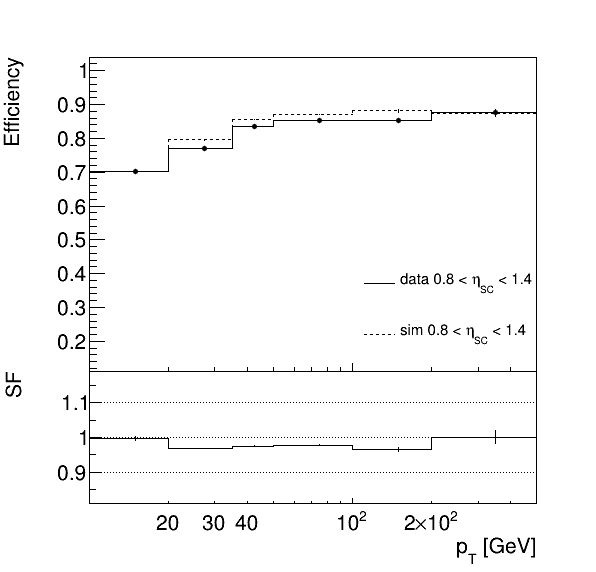 Efficiency
1
0.9
0.8
0.7
0.6
0.5
0.4
0.3
0.2
data 0.8 < η_SC < 1.4
sim 0.8 < η_SC < 1.4
SF
1.1
1
0.9
20 30 40 10² 2×10²
p_T [GeV]